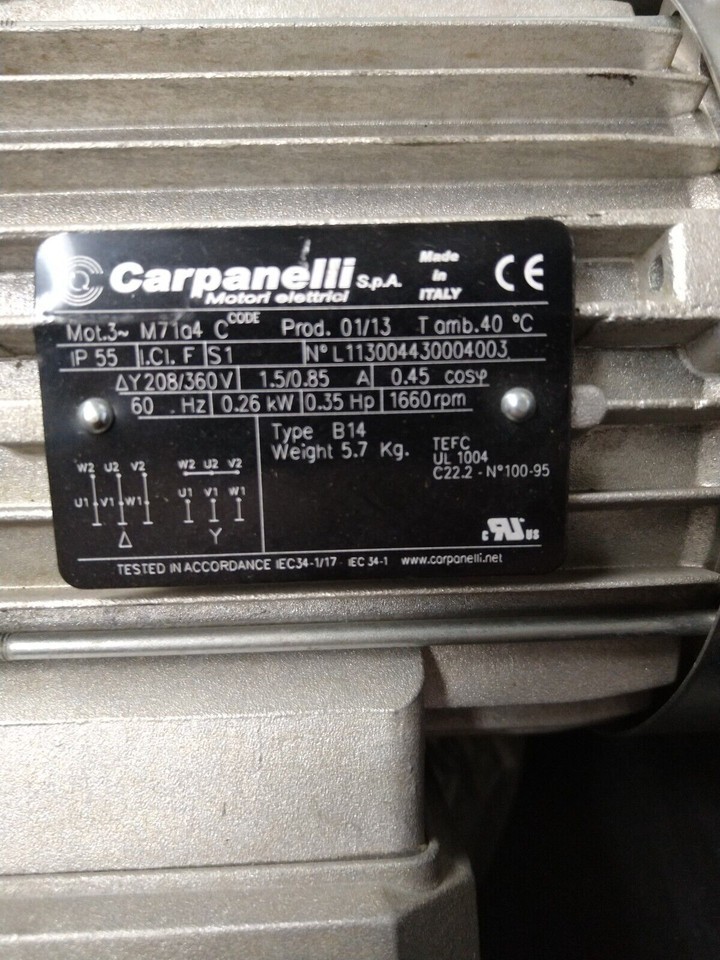 Carpanelli S.p.A.
Motori elettrici
Made in ITALY
CE
Mot.3~ M71a4 C CODE Prod. 01/13 T amb.40 °C
IP 55 I.Cl. F S1 N° L113004430004003
ΔY 208/360 V 1.5/0.85 A 0.45 cosφ
60 Hz 0.26 kW 0.35 Hp 1660 rpm
Type B14
Weight 5.7 Kg.
TEFC
UL 1004
C22.2 - N°100-95
W2 U2 V2 W2 U2 V2
U1 V1 W1 U1 V1 W1
Δ Y
c RU us
TESTED IN ACCORDANCE IEC34-1/17 IEC 34-1 www.carpanelli.net